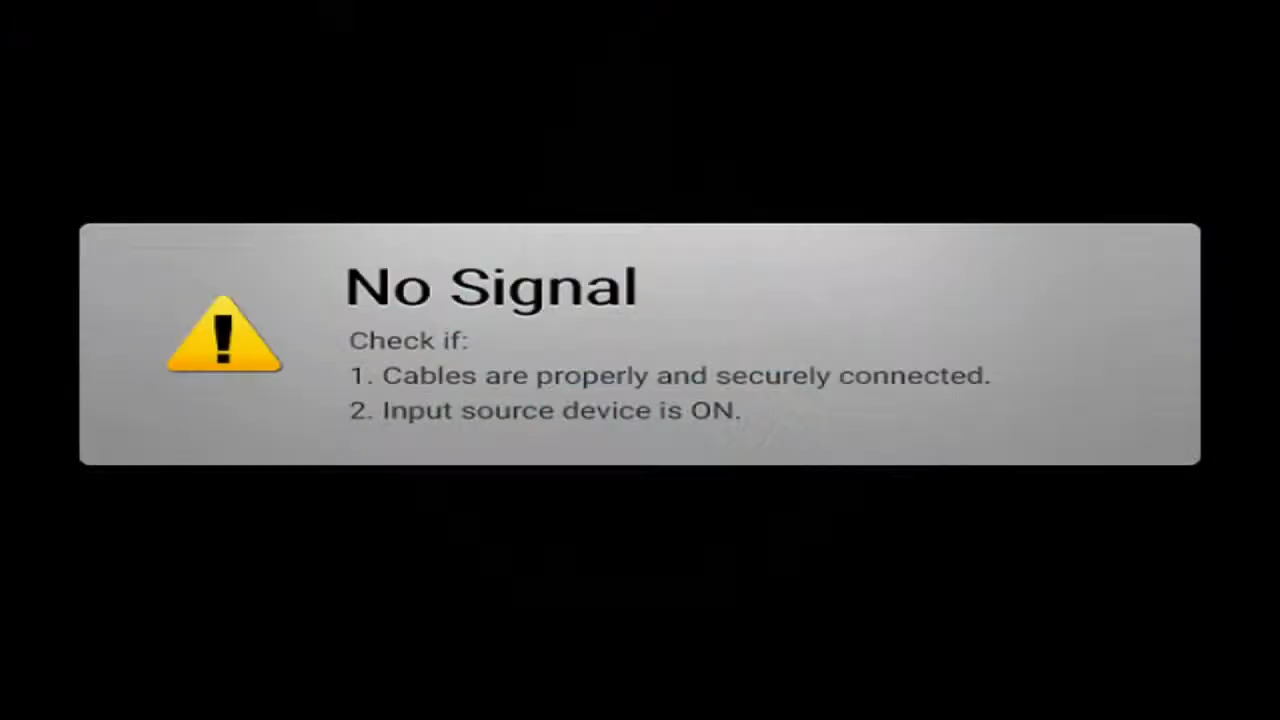 No Signal
Check if:
1. Cables are properly and securely connected.
2. Input source device is ON.